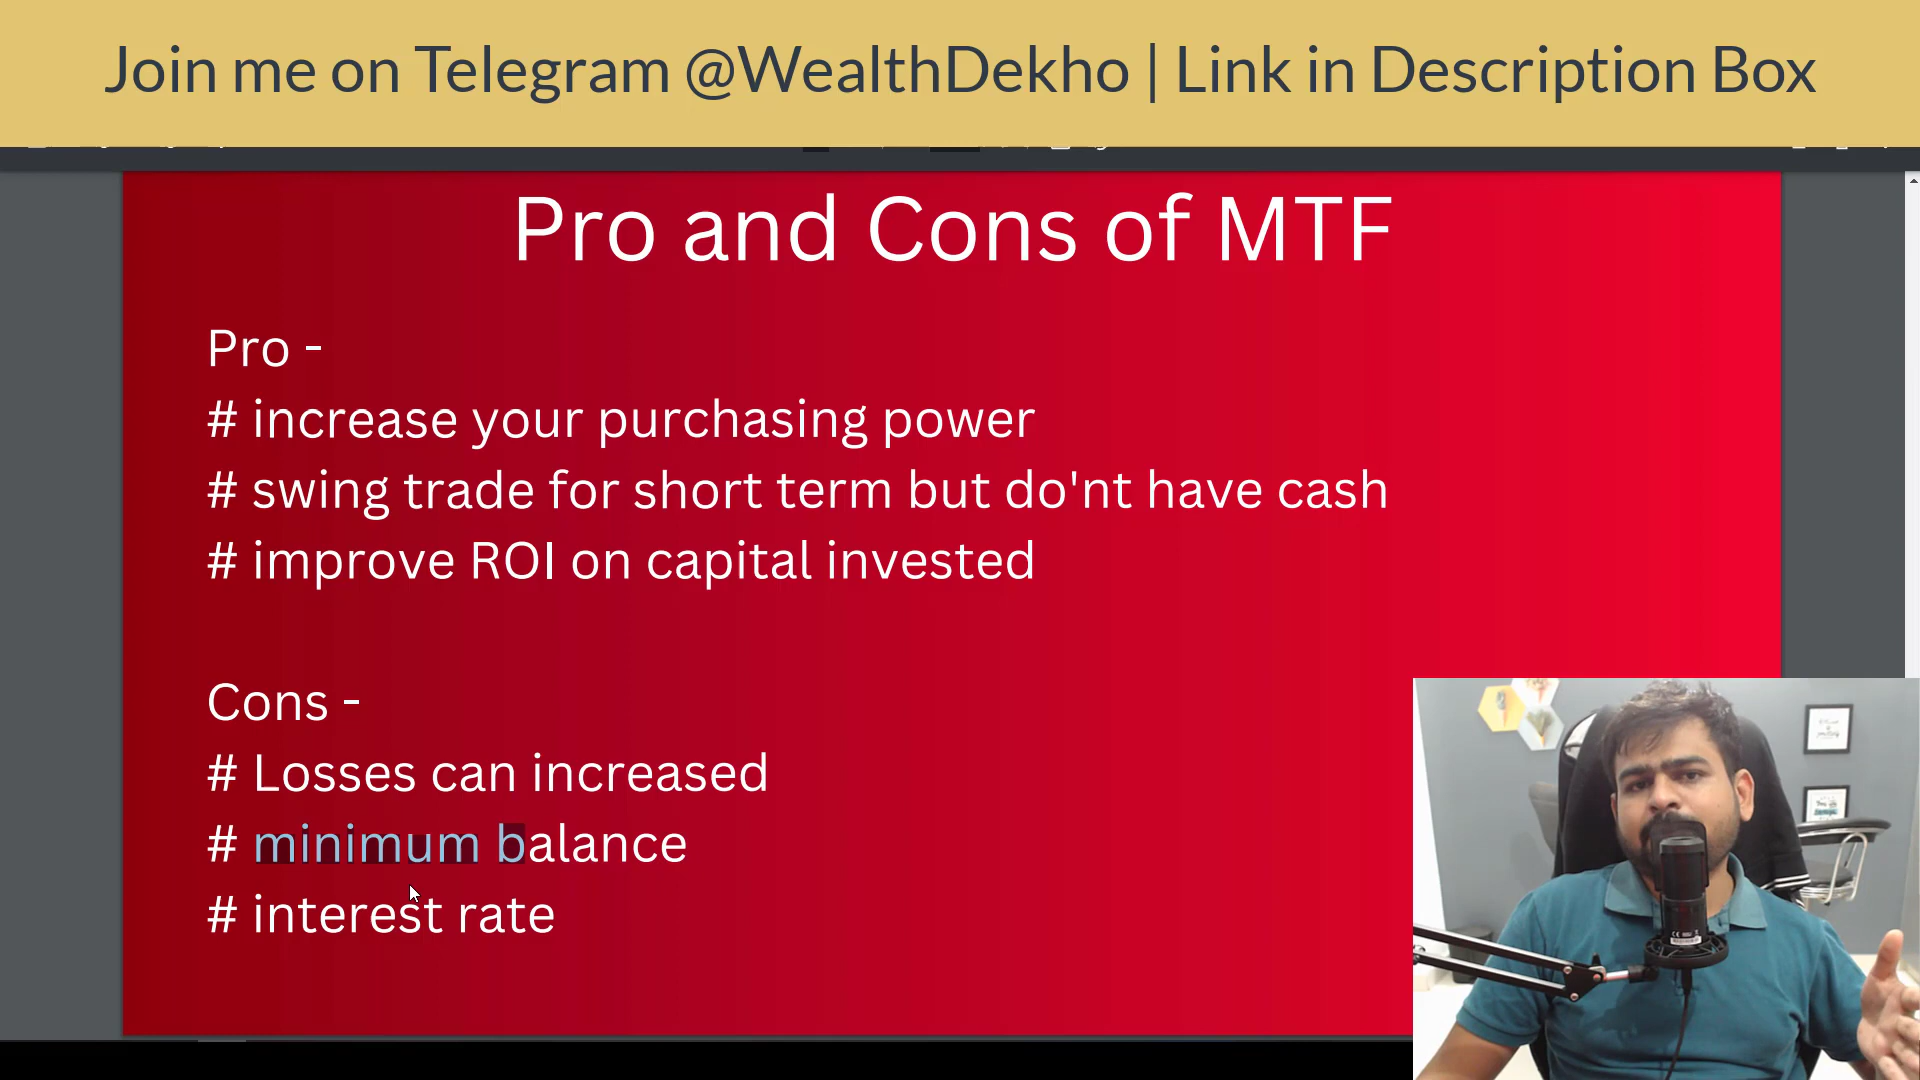 Join me on Telegram @WealthDekho | Link in Description Box
Pro and Cons of MTF
Pro -
# increase your purchasing power
# swing trade for short term but do'nt have cash
# improve ROI on capital invested
Cons -
# Losses can increased
# minimum balance
# interest rate